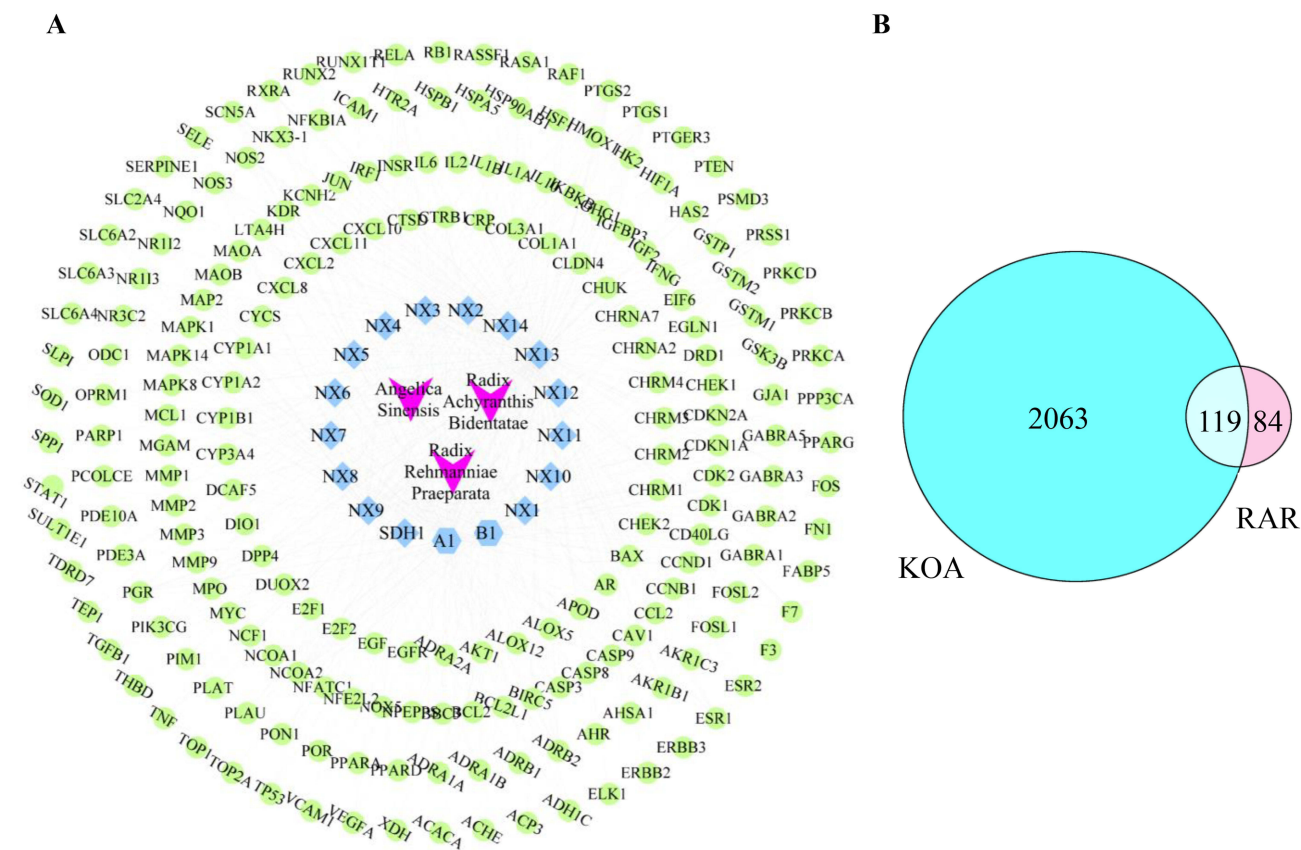 A
B
RUNX1T1
RELA
RB1
RASSF1
RASA1
RAF1
PTGS2
PTGS1
PTGER3
PTEN
PSMD3
PRSS1
PRKCD
PRKCB
PRKCA
PPP3CA
PPARG
FOS
FN1
FABP5
F7
F3
ESR2
ESR1
ERBB3
ERBB2
ELK1
ADH1C
ACP3
ACHE
ACACA
XDH
VEGFA
VCAM1
TP53
TOP2A
TOP1
TNF
THBD
TGFB1
TEP1
TDRD7
SULT1E1
STAT1
SPP1
SOD1
SLPI
SLC6A4
SLC6A3
SLC6A2
SLC2A4
SERPINE1
SELE
SCN5A
RXRA
RUNX2
ICAM1
HTR2A
HSPB1
HSPA5
HSP90AB1
HSF1
HMOX1
HK2
HIF1A
HAS2
GSTP1
GSTM2
GSTM1
GSK3B
GJA1
GABRA5
GABRA3
GABRA2
GABRA1
FOSL2
FOSL1
AKR1C3
AKR1B1
AHSA1
AHR
ADRB2
ADRB1
ADRA1B
ADRA1A
PPARD
PPARA
POR
PON1
PLAU
PLAT
PIM1
PIK3CG
PGR
PDE3A
PDE10A
PCOLCE
PARP1
OPRM1
ODC1
NR3C2
NR1I3
NR1I2
NQO1
NOS3
NOS2
NKX3-1
NFKBIA
JUN
IRF1
INSR
IL6
IL2
IL1B
IL1A
IL10
IKBKB
IGHG1
IGFBP3
IGF2
IFNG
EIF6
EGLN1
DRD1
CHEK1
CDKN2A
CDKN1A
CDK2
CDK1
CD40LG
CCND1
CCNB1
CCL2
CAV1
CASP9
CASP8
CASP3
BIRC5
BCL2L1
BCL2
BBC3
NPEPPS
NOX5
NFE2L2
NFATC1
NCOA2
NCOA1
NCF1
MYC
MPO
MMP9
MMP3
MMP2
MMP1
MGAM
MCL1
MAPK8
MAPK14
MAPK1
MAP2
MAOB
MAOA
LTA4H
KDR
KCNH2
CXCL10
CTSD
CTRB1
CRP
COL3A1
COL1A1
CLDN4
CHUK
CHRNA7
CHRNA2
CHRM4
CHRM3
CHRM2
CHRM1
CHEK2
BAX
AR
APOD
ALOX5
ALOX12
AKT1
ADRA2A
EGFR
EGF
E2F2
E2F1
DUOX2
DPP4
DIO1
DCAF5
CYP3A4
CYP1B1
CYP1A2
CYP1A1
CYCS
CXCL8
CXCL2
CXCL11
NX3
NX2
NX14
NX13
NX12
NX11
NX10
NX1
B1
A1
SDH1
NX9
NX8
NX7
NX6
NX5
NX4
Angelica
Sinensis
Radix
Achyranthis
Bidentatae
Radix
Rehmanniae
Praeparata
2063
119
84
KOA
RAR